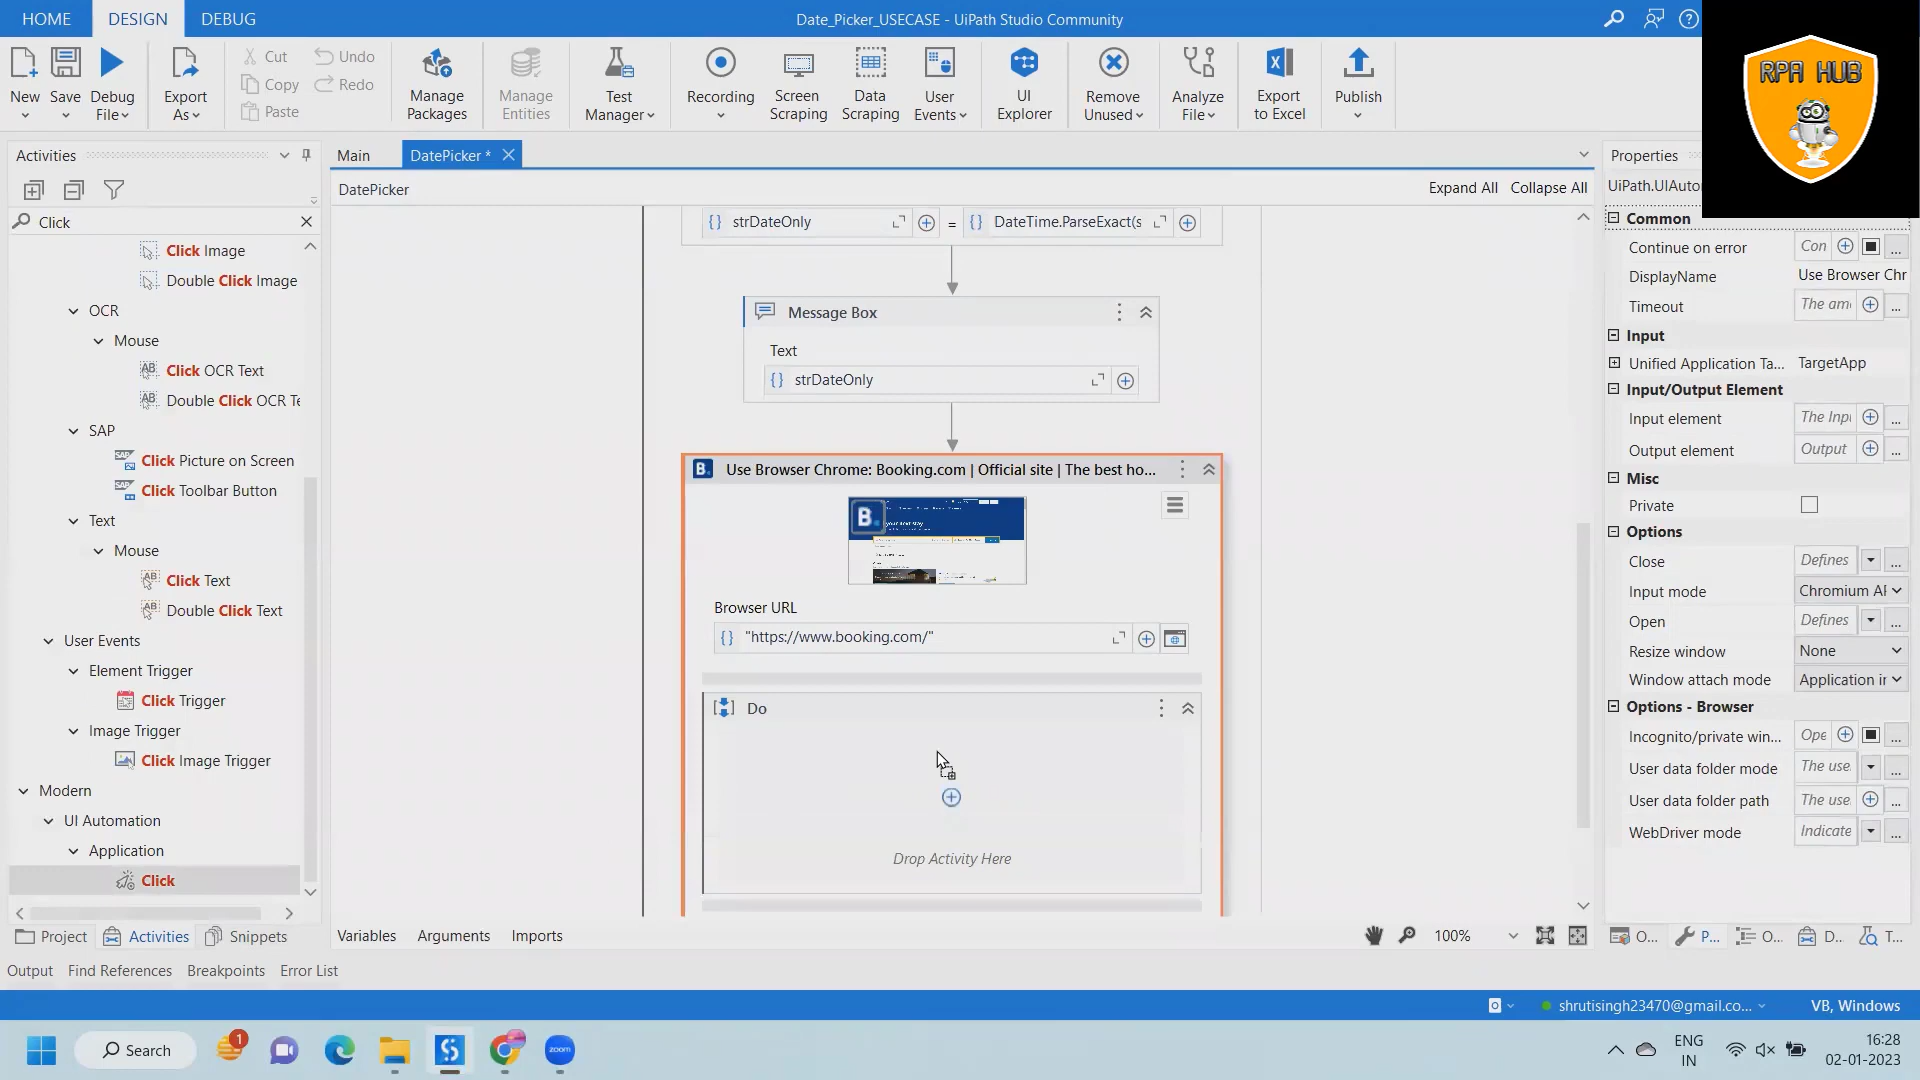 HOME DESIGN DEBUG Date_Picker_USECASE - UiPath Studio Community
New Save Debug File Export As Cut Copy Paste Undo Redo Manage Packages Manage Entities Test Manager Recording Screen Scraping Data Scraping User Events UI Explorer Remove Unused Analyze File Export to Excel Publish
RPA HUB
Activities Main DatePicker * Properties
DatePicker Expand All Collapse All UiPath.UIAuto
Click
Click Image
Double Click Image
OCR
Mouse
Click OCR Text
Double Click OCR Te
SAP
Click Picture on Screen
Click Toolbar Button
Text
Mouse
Click Text
Double Click Text
User Events
Element Trigger
Click Trigger
Image Trigger
Click Image Trigger
Modern
UI Automation
Application
Click
strDateOnly = DateTime.ParseExact(s
Message Box
Text
strDateOnly
Use Browser Chrome: Booking.com | Official site | The best ho...
B.
Browser URL
"https://www.booking.com/"
Do
Drop Activity Here
Common
Continue on error Con ...
DisplayName Use Browser Chr
Timeout The am ...
Input
Unified Application Ta... TargetApp
Input/Output Element
Input element The Inp ...
Output element Output ...
Misc
Private
Options
Close Defines ...
Input mode Chromium AP
Open Defines ...
Resize window None
Window attach mode Application ir
Options - Browser
Incognito/private win... Ope ...
User data folder mode The use ...
User data folder path The use ...
WebDriver mode Indicate ...
Project Activities Snippets Variables Arguments Imports 100% O... P... O... D... T...
Output Find References Breakpoints Error List
shrutisingh23470@gmail.co... VB, Windows
Search 1 zoom ENG IN 16:28
02-01-2023